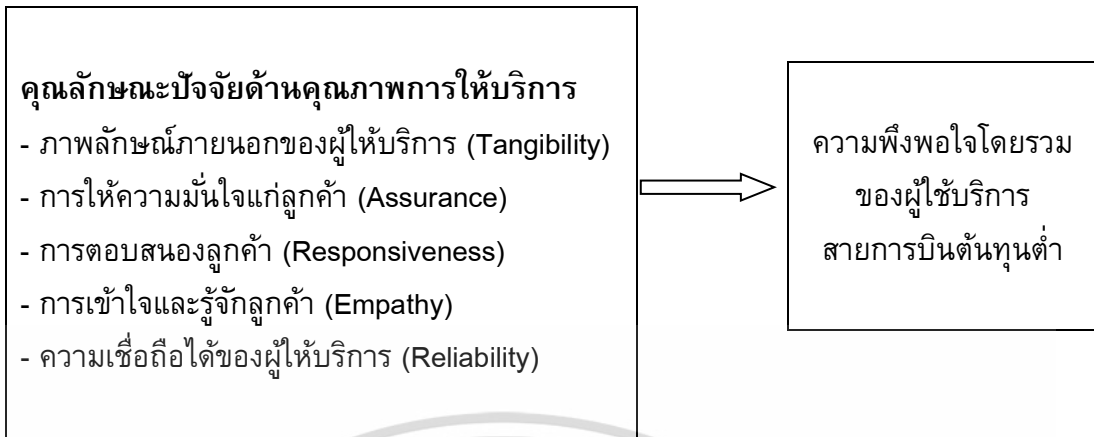 คุณลักษณะปัจจัยด้านคุณภาพการให้บริการ
- ภาพลักษณ์ภายนอกของผู้ให้บริการ (Tangibility)
- การให้ความมั่นใจแก่ลูกค้า (Assurance)
- การตอบสนองลูกค้า (Responsiveness)
- การเข้าใจและรู้จักลูกค้า (Empathy)
- ความเชื่อถือได้ของผู้ให้บริการ (Reliability)
ความพึงพอใจโดยรวม
ของผู้ใช้บริการ
สายการบินต้นทุนต่ำ